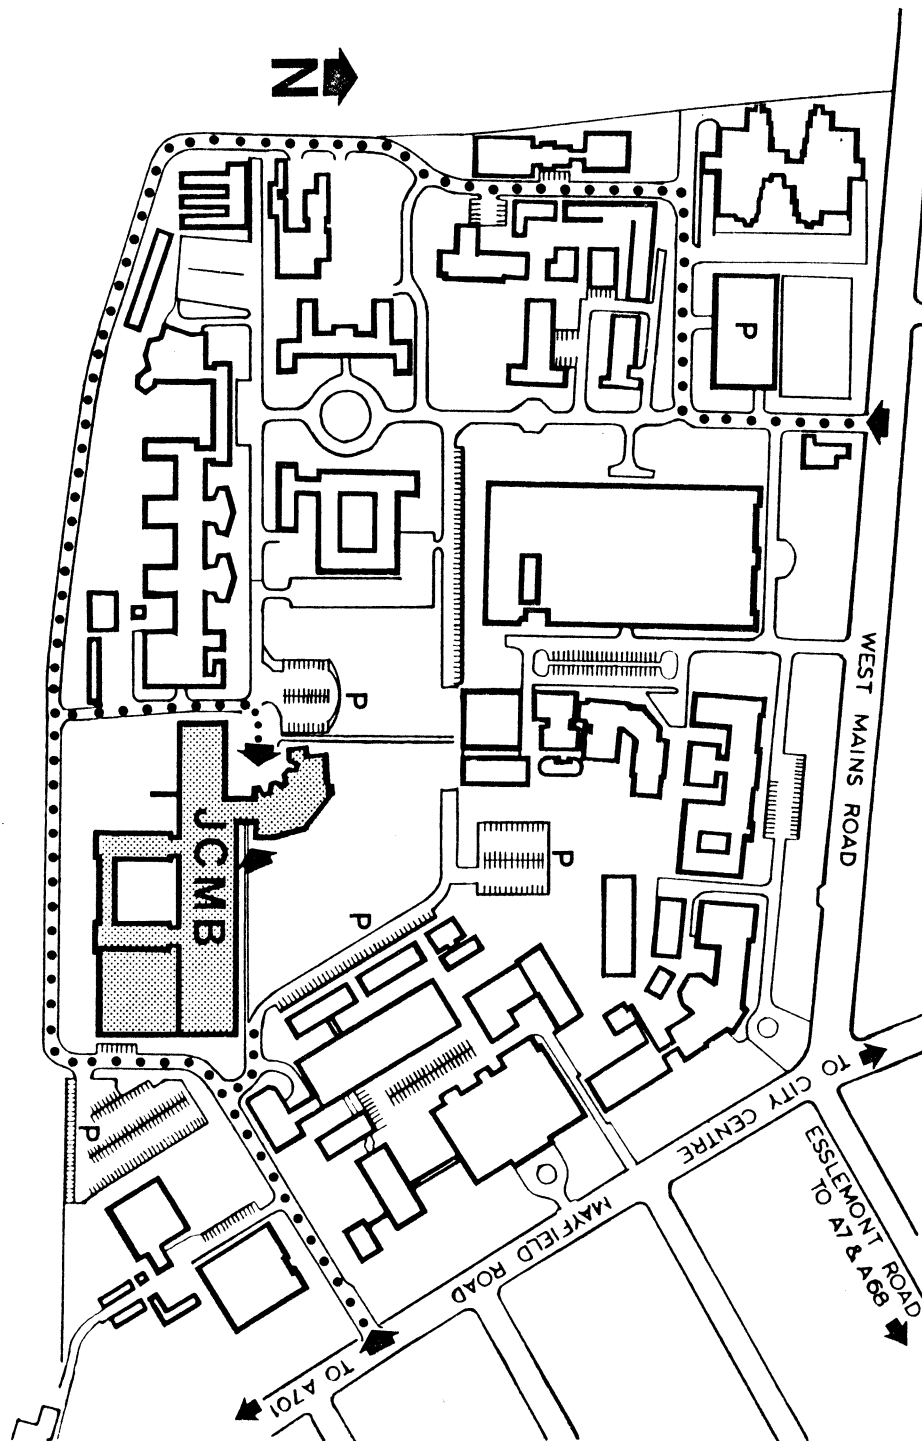 N
P
WEST MAINS ROAD
P
JCMB
P
P
P
TO CITY CENTRE
ESSLEMONT ROAD
TO A7 & A68
MAYFIELD ROAD
TO A701